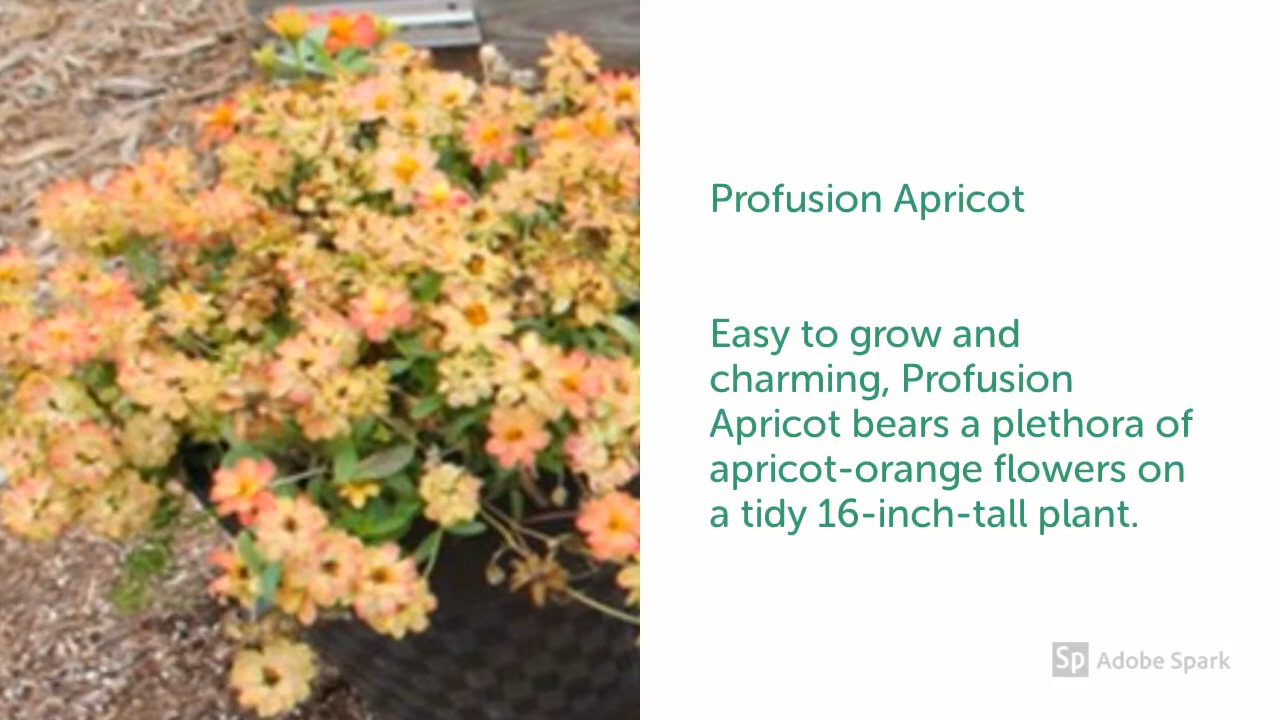 Profusion Apricot
Easy to grow and
charming, Profusion
Apricot bears a plethora of
apricot-orange flowers on
a tidy 16-inch-tall plant.
Sp Adobe Spark